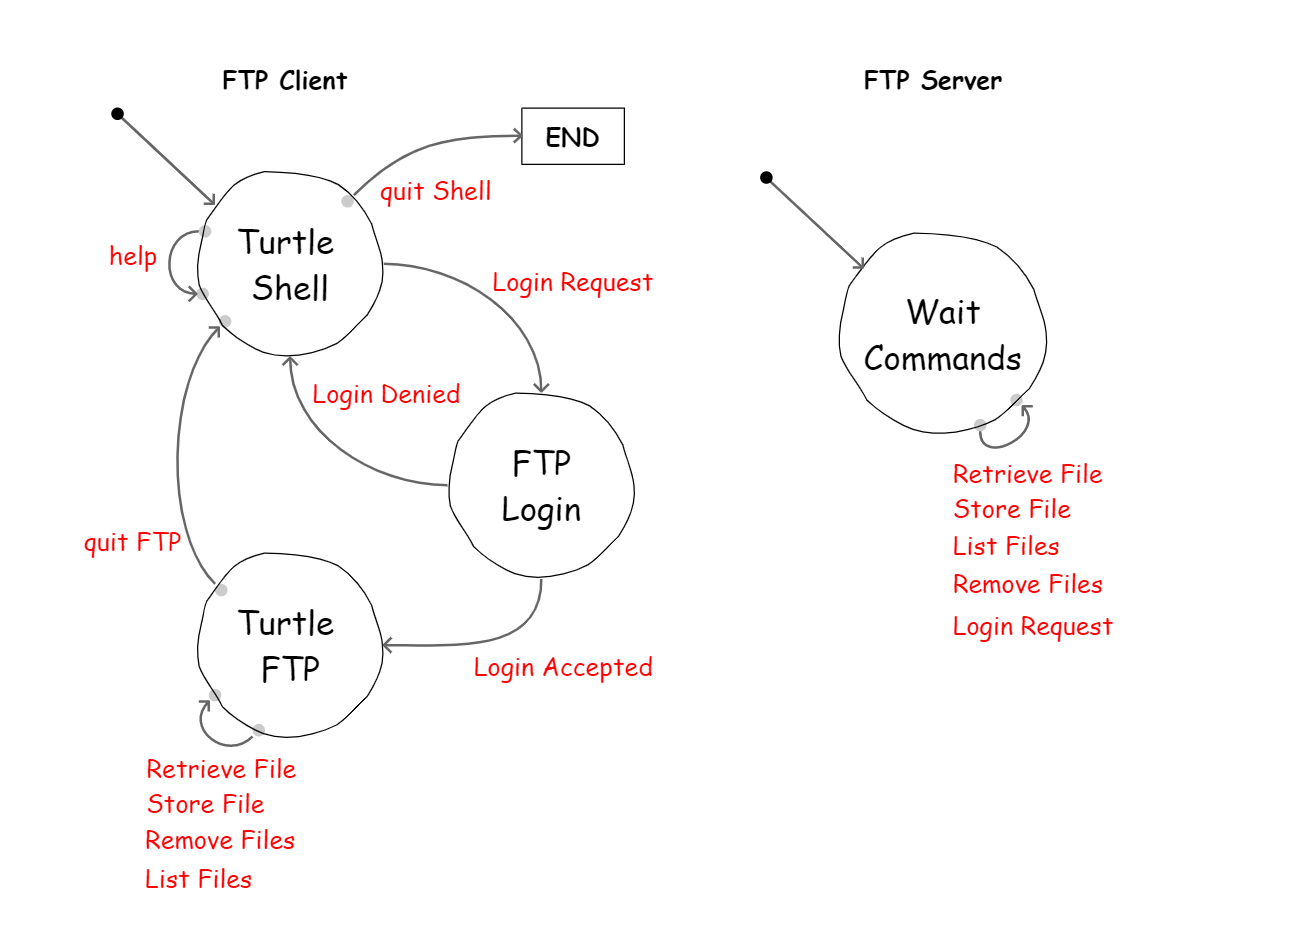 FTP Client
END
quit Shell
Turtle
Shell
help
Login Request
Login Denied
FTP
Login
quit FTP
Turtle
FTP
Login Accepted
Retrieve File
Store File
Remove Files
List Files
FTP Server
Wait
Commands
Retrieve File
Store File
List Files
Remove Files
Login Request